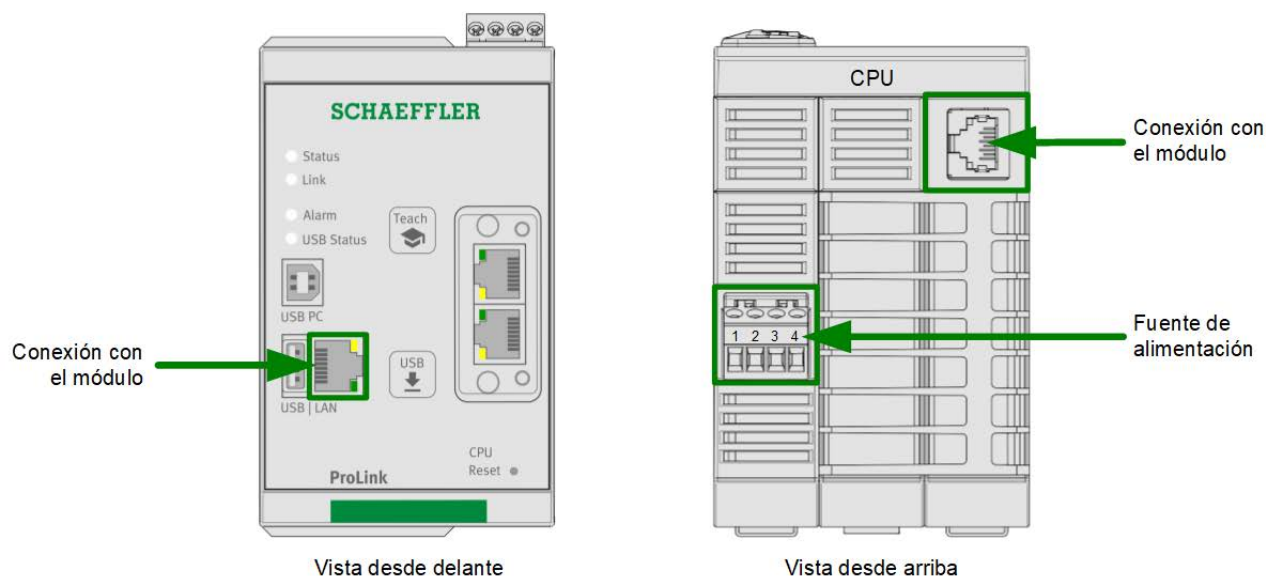 SCHAEFFLER
Status
Link
Alarm
USB Status
Teach
USB PC
USB | LAN
USB
CPU
Reset
ProLink
Conexión con
el módulo
Vista desde delante
CPU
1 2 3 4
Conexión con
el módulo
Fuente de
alimentación
Vista desde arriba